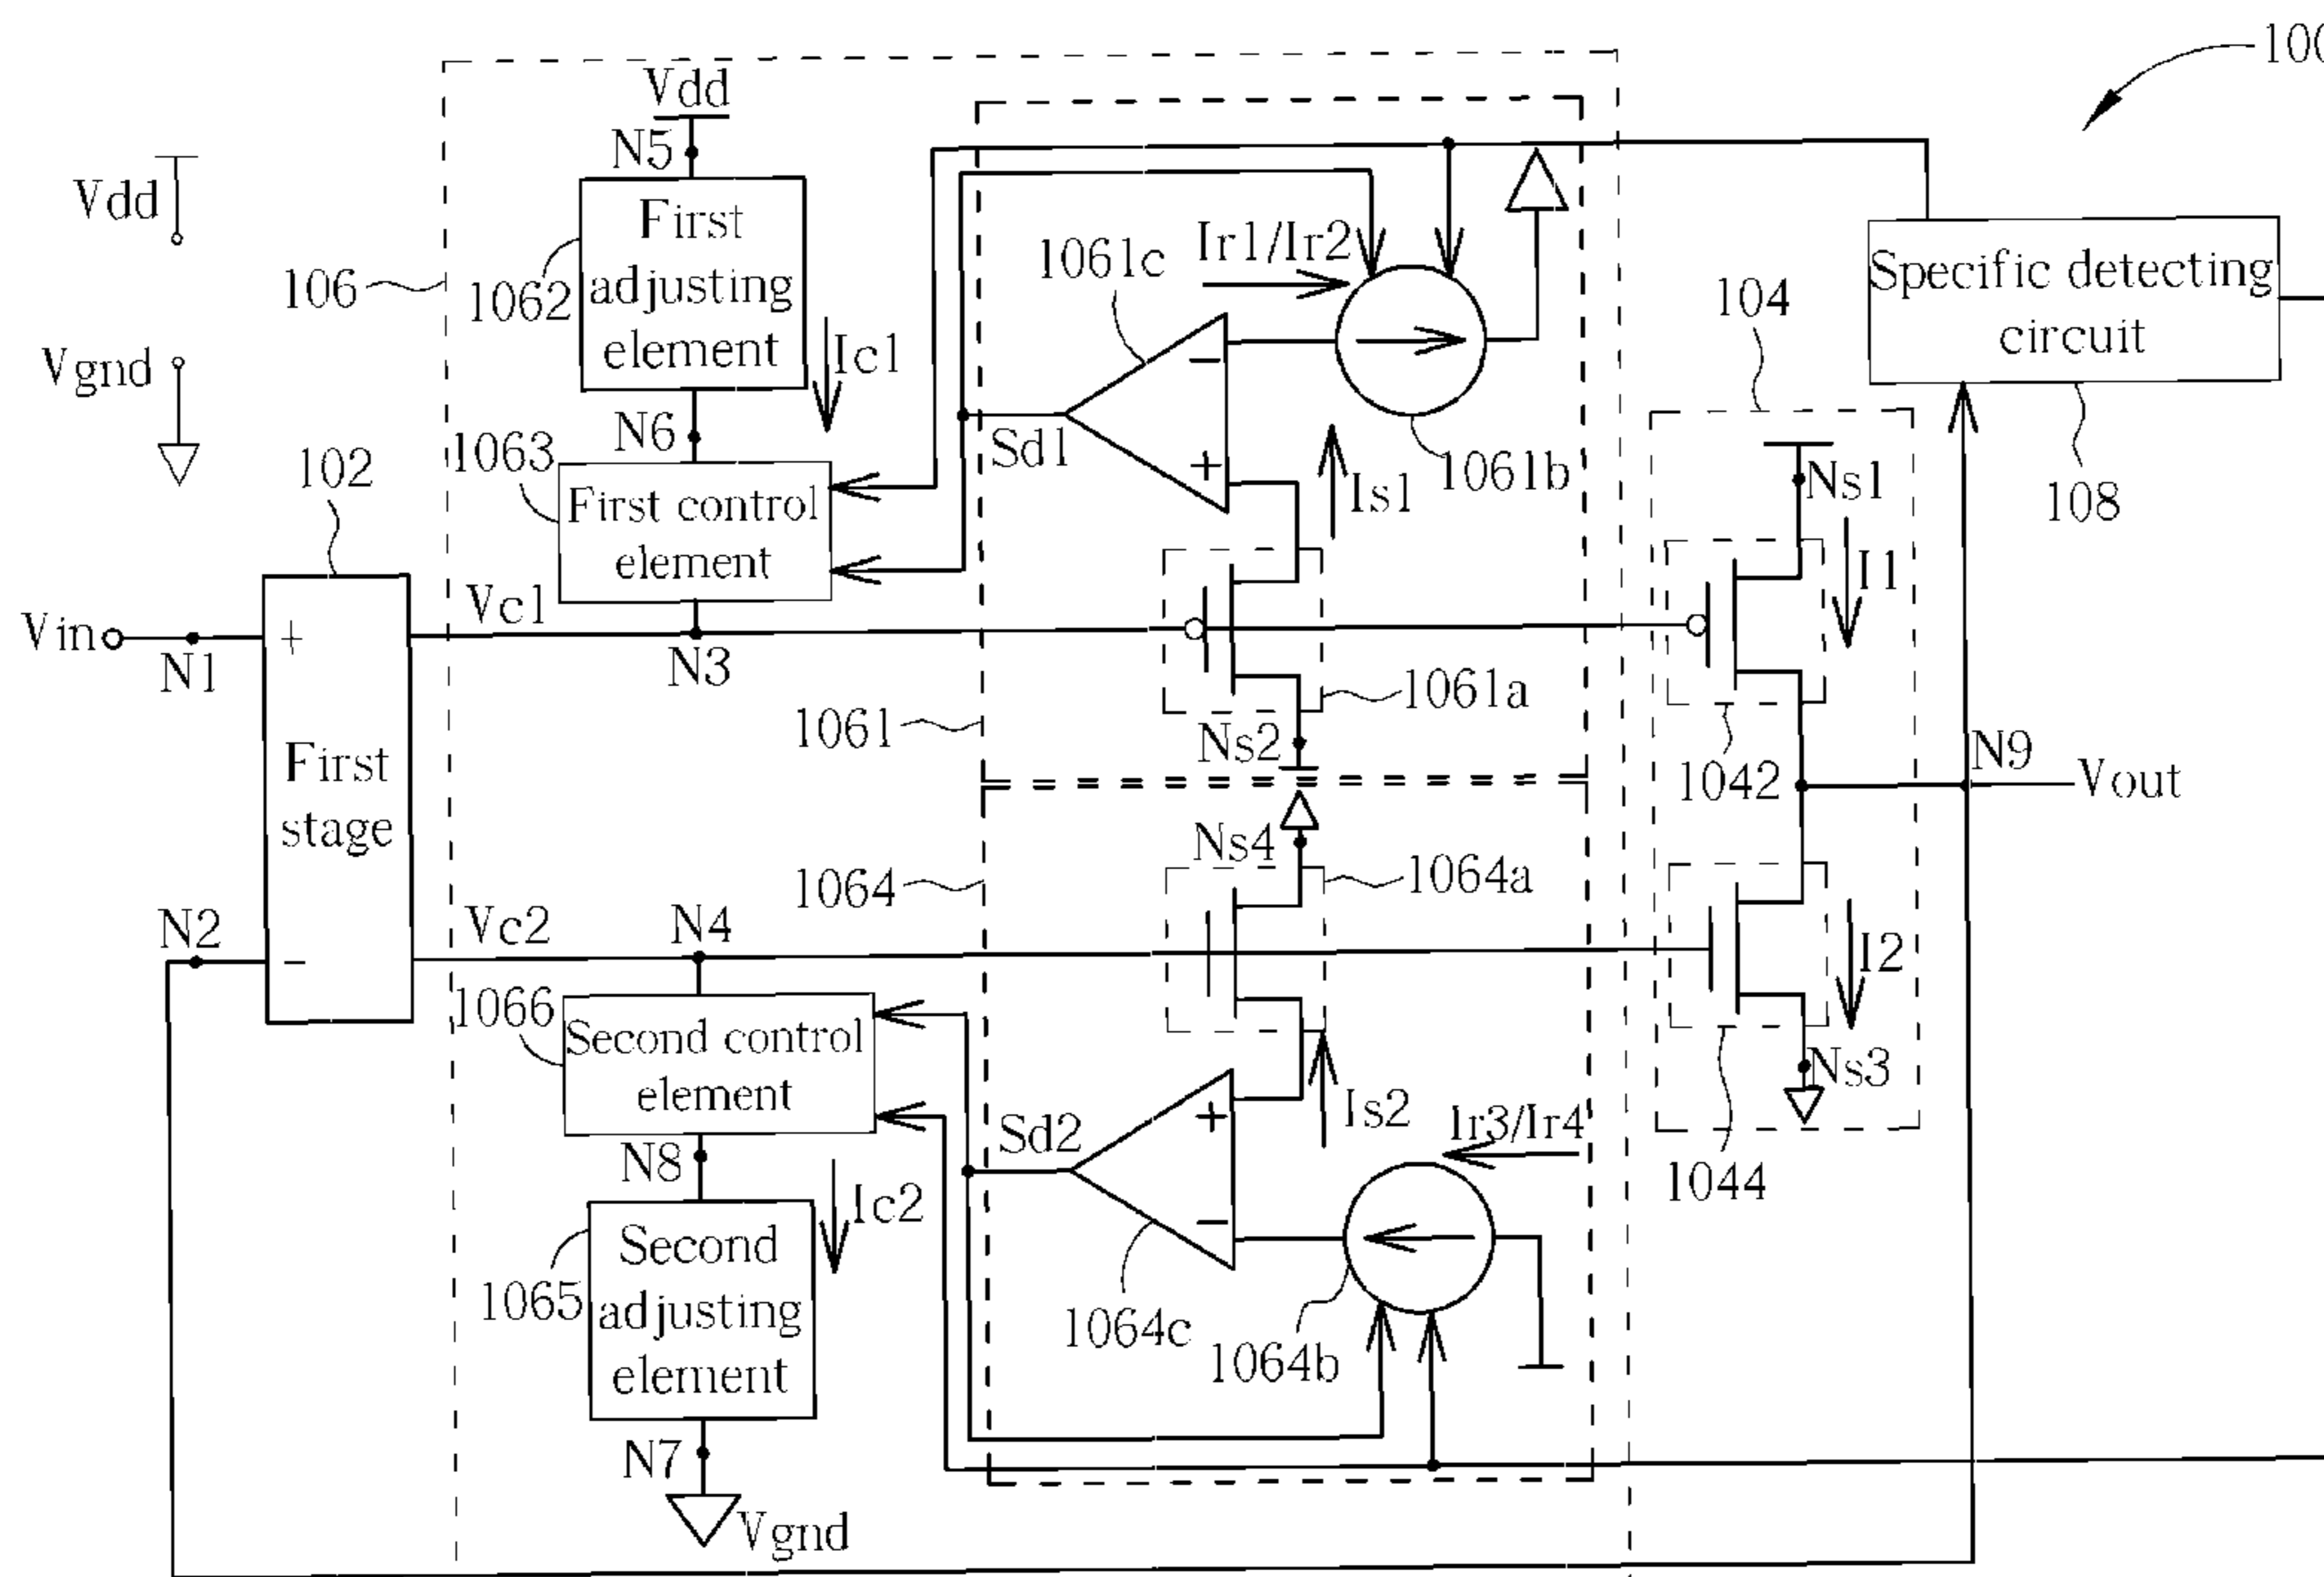 100
Vdd
N5
Vdd
First
adjusting
element
1062
106
Ic1
1061c
Ir1/Ir2
Specific detecting
circuit
104
Vgnd
N6
1063
Sd1
1061b
Is1
Ns1
108
102
First control
element
I1
Vin
N1
+
Vc1
N3
1061a
1061
Ns2
1042
N9
Vout
First
stage
Ns4
1064
1064a
N2
−
Vc2
N4
I2
1066
Second control
element
Ns3
Sd2
+
−
+
−
Is2
Ir3/Ir4
N8
1044
Ic2
Second
adjusting
element
1065
1064c
1064b
N7
Vgnd